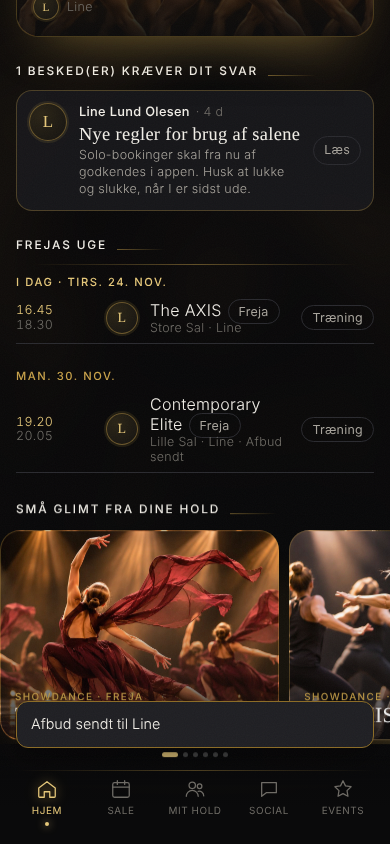 L Line
1 BESKED(ER) KRÆVER DIT SVAR
L
Line Lund Olesen · 4 d
Nye regler for brug af salene
Solo-bookinger skal fra nu af
godkendes i appen. Husk at lukke
og slukke, når I er sidst ude.
Læs
FREJAS UGE
I DAG · TIRS. 24. NOV.
16.45
18.30
L
The AXIS Freja
Store Sal · Line
Træning
MAN. 30. NOV.
19.20
20.05
L
Contemporary
Elite Freja
Lille Sal · Line · Afbud
sendt
Træning
SMÅ GLIMT FRA DINE HOLD
SHOWDANCE · FREJA
SHOWDANCE ·
Afbud sendt til Line
HJEM
SALE
MIT HOLD
SOCIAL
EVENTS